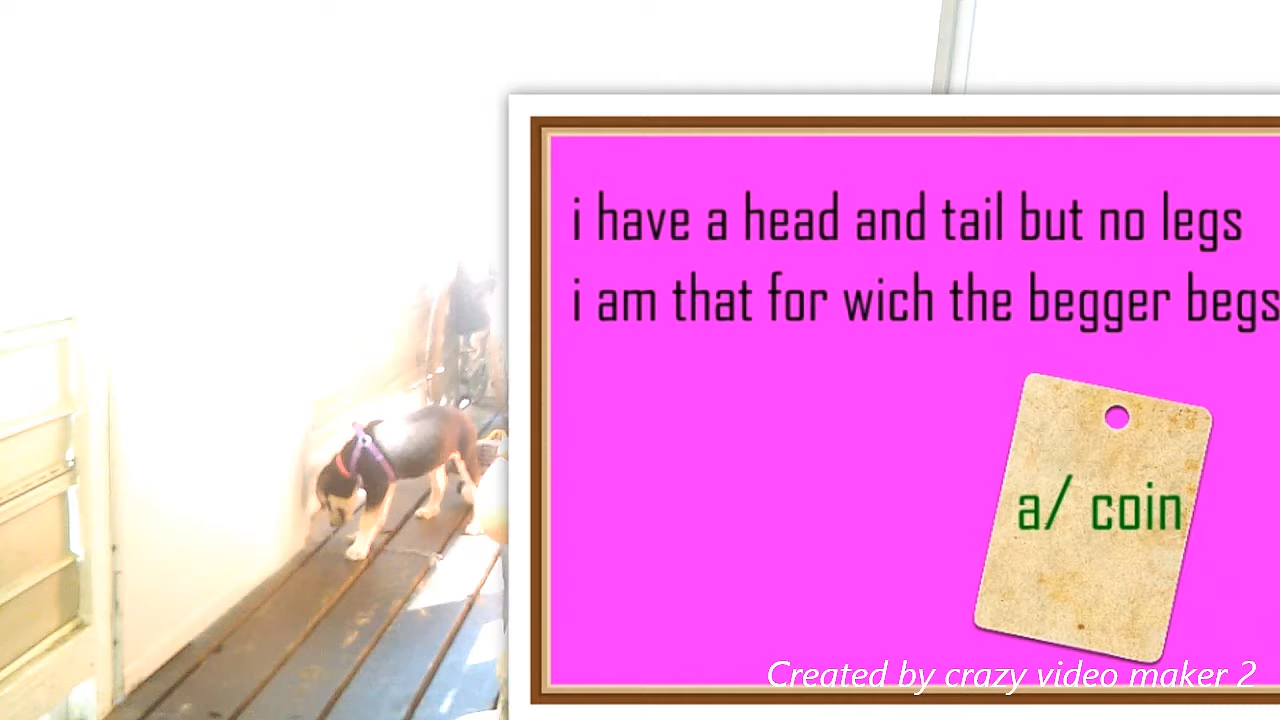 i have a head and tail but no legs
i am that for wich the begger begs
a/ coin
Created by crazy video maker 2